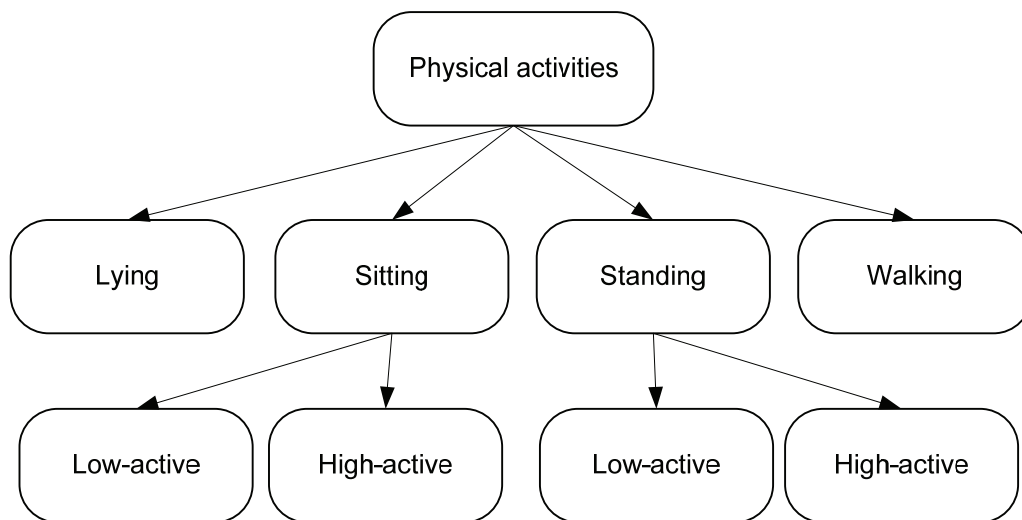 Physical activities
Lying
Sitting
Standing
Walking
Low-active
High-active
Low-active
High-active